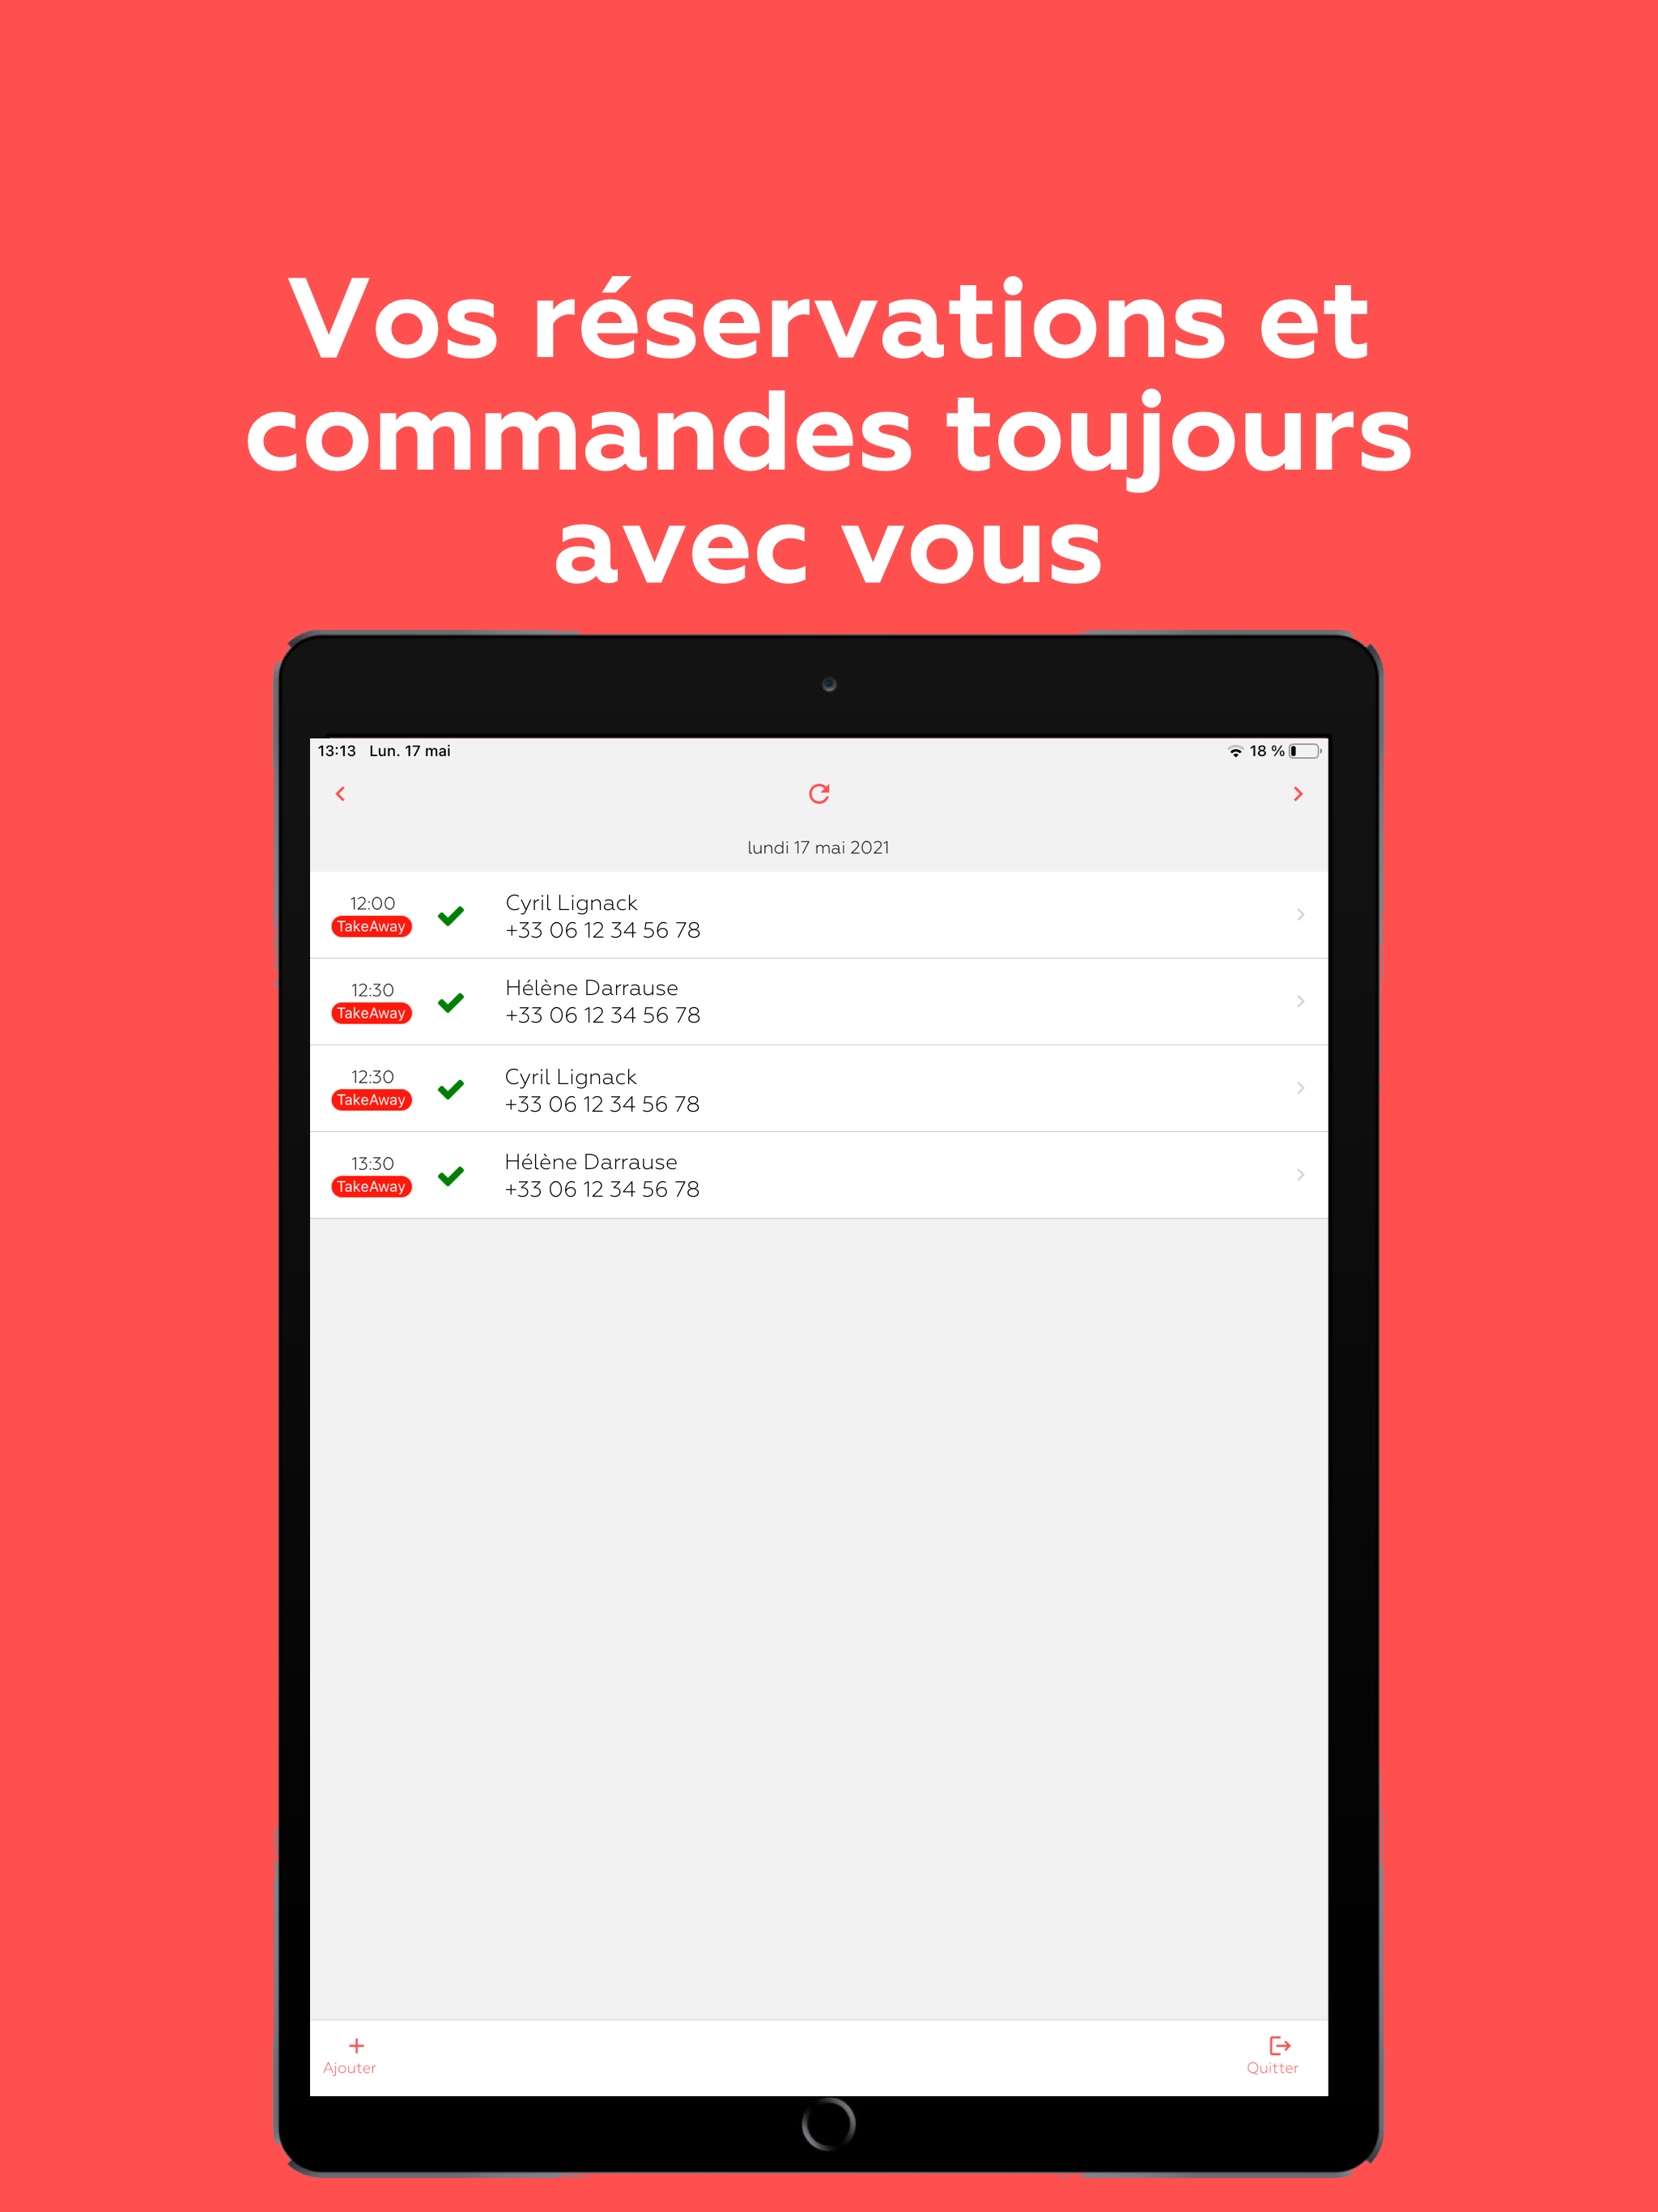 Vos réservations et
commandes toujours
avec vous
13:13 Lun. 17 mai 18 %
lundi 17 mai 2021
12:00 Cyril Lignack
TakeAway +33 06 12 34 56 78
12:30 Hélène Darrause
TakeAway +33 06 12 34 56 78
12:30 Cyril Lignack
TakeAway +33 06 12 34 56 78
13:30 Hélène Darrause
TakeAway +33 06 12 34 56 78
Ajouter Quitter